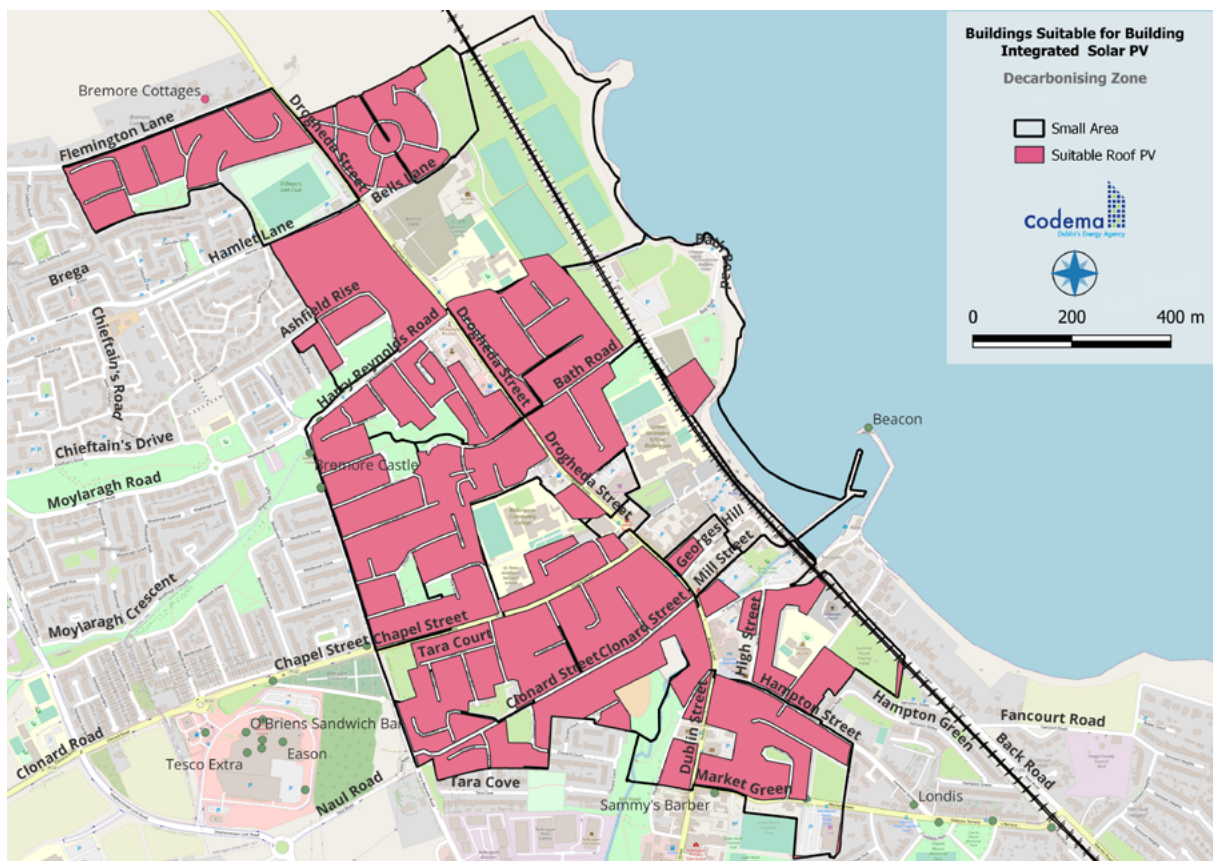 Buildings Suitable for Building
Integrated Solar PV
Decarbonising Zone
Small Area
Suitable Roof PV
codema
Dublin's Energy Agency
0 200 400 m
Bremore Cottages
Flemington Lane
Drogheda Street
Bells Lane
Hamlet Lane
Brega
Bath Road
Ashfield Rise
Chieftain's Road
Harry Reynolds Road
Drogheda Street
Bath Road
Beacon
Chieftain's Drive
Bremore Castle
Moylaragh Road
Drogheda Street
Georges Hill
Mill Street
Moylaragh Crescent
Chapel Street
Chapel Street
Tara Court
Clonard Street
Clonard Street
High Street
Hampton Street
Hampton Green
Fancourt Road
Back Road
O'Briens Sandwich Bar
Eason
Tesco Extra
Clonard Road
Naul Road
Tara Cove
Dublin Street
Market Green
Sammy's Barber
Londis